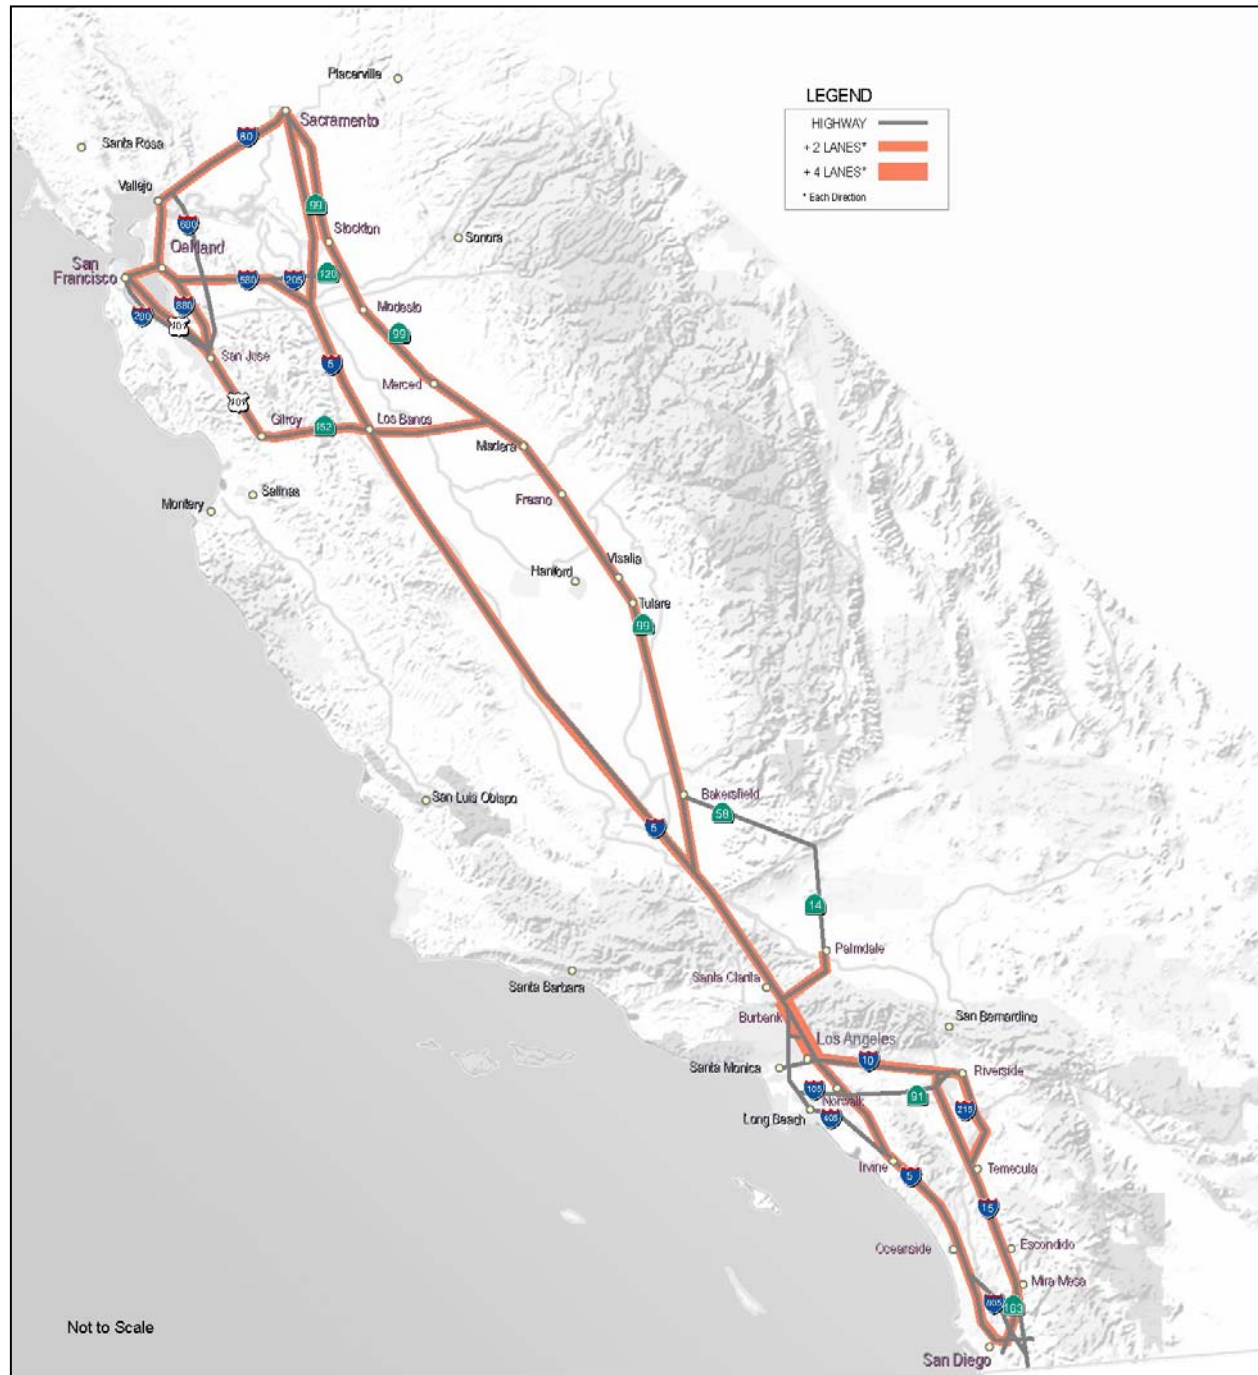 Placerville
LEGEND
HIGHWAY
+ 2 LANES*
+ 4 LANES*
* Each Direction
Sacramento
80
Santa Rosa
Vallejo
99
680
Stockton
Sonora
Oakland
San
Francisco
580
205
120
880
280
101
Modesto
99
San Jose
5
Merced
101
Gilroy
152
Los Banos
Madera
Salinas
Fresno
Montery
Visalia
Hanford
Tulare
99
San Luis Obispo
Bakersfield
58
5
14
Palmdale
Santa Clarita
Santa Barbara
Burbank
San Bernardino
Los Angeles
Santa Monica
10
Riverside
105
Norwalk
91
215
Long Beach
405
Irvine
5
Temecula
15
Oceanside
Escondido
Mira Mesa
805
163
Not to Scale
San Diego